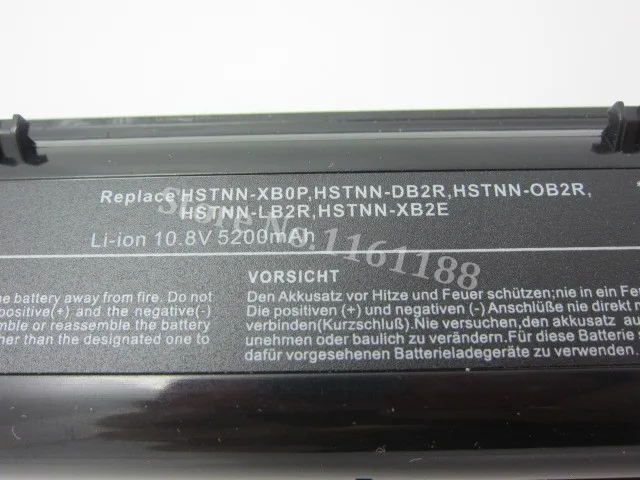 Replace HSTNN-XB0P,HSTNN-DB2R,HSTNN-OB2R,
HSTNN-LB2R,HSTNN-XB2E
Li-ion 10.8V 5200mAh
Store No.:1161188
e battery away from fire. Do not
positive(+) and the negative(-)
semble or reassemble the battery
her than the designated one to
VORSICHT
Den Akkusatz vor Hitze und Feuer schützen;nie in ein Fe
Die positiven (+) und negativen (-) Anschlüße nie direkt r
verbinden(Kurzschluß). Nie versuchen,den akkusatz au
unehmen oder baulich zu verändern.Für diese Batterie s
dafür vorgesehenen Batterieladegeräte zu verwenden.